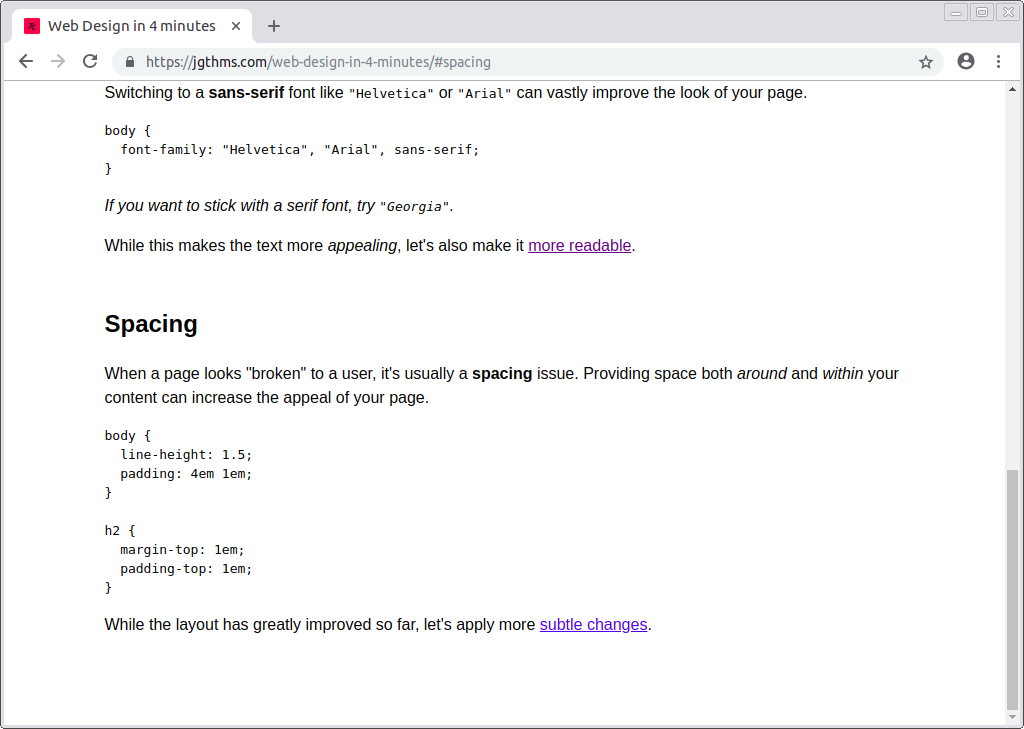 Web Design in 4 minutes
https://jgthms.com/web-design-in-4-minutes/#spacing
Switching to a sans-serif font like "Helvetica" or "Arial" can vastly improve the look of your page.
body {
  font-family: "Helvetica", "Arial", sans-serif;
}
If you want to stick with a serif font, try "Georgia".
While this makes the text more appealing, let's also make it more readable.
Spacing
When a page looks "broken" to a user, it's usually a spacing issue. Providing space both around and within your
content can increase the appeal of your page.
body {
  line-height: 1.5;
  padding: 4em 1em;
}
h2 {
  margin-top: 1em;
  padding-top: 1em;
}
While the layout has greatly improved so far, let's apply more subtle changes.